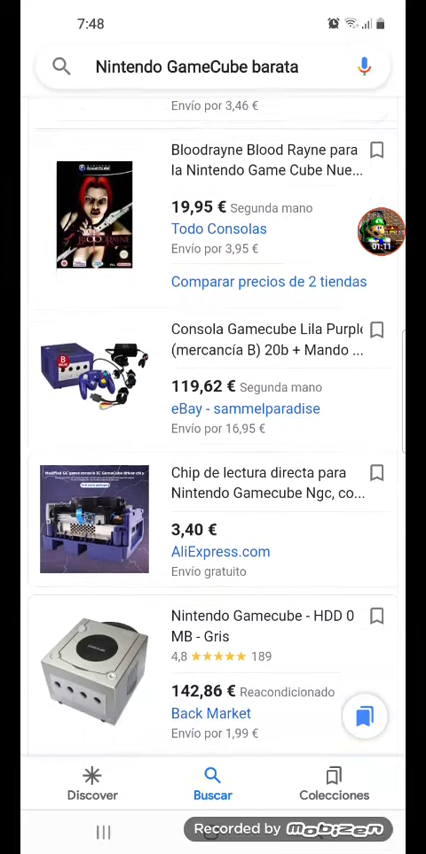 7:48
Nintendo GameCube barata
Envío por 3,46 €
Bloodrayne Blood Rayne para
la Nintendo Game Cube Nue...
19,95 € Segunda mano
Todo Consolas
Envío por 3,95 €
01:11
Comparar precios de 2 tiendas
Consola Gamecube Lila Purple
(mercancía B) 20b + Mando ...
119,62 € Segunda mano
eBay - sammelparadise
Envío por 16,95 €
Chip de lectura directa para
Nintendo Gamecube Ngc, co...
3,40 €
AliExpress.com
Envío gratuito
Nintendo Gamecube - HDD 0
MB - Gris
4,8 ★★★★★ 189
142,86 € Reacondicionado
Back Market
Envío por 1,99 €
Discover
Buscar
Colecciones
Recorded by Mobizen